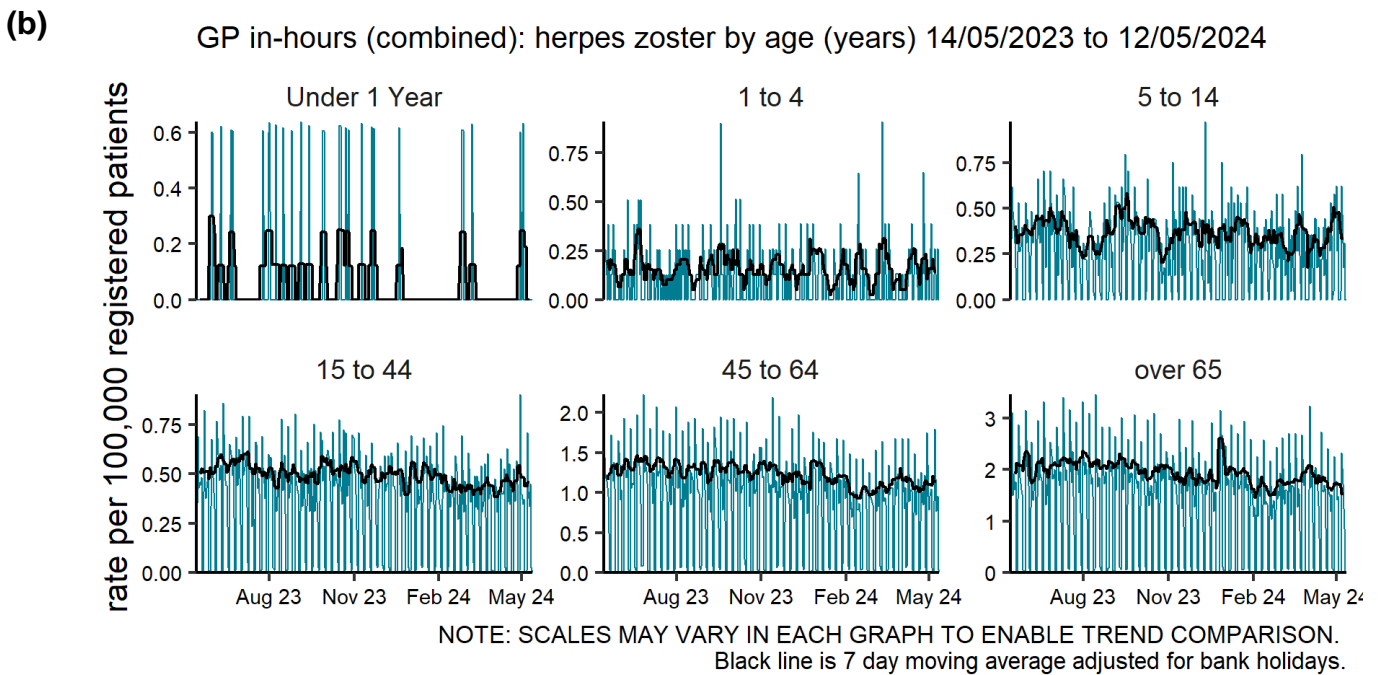 (b)
GP in-hours (combined): herpes zoster by age (years) 14/05/2023 to 12/05/2024
rate per 100,000 registered patients
Under 1 Year
0.6
0.4
0.2
0.0
1 to 4
0.75
0.50
0.25
0.00
5 to 14
0.75
0.50
0.25
0.00
15 to 44
0.75
0.50
0.25
0.00
Aug 23 Nov 23 Feb 24 May 24
45 to 64
2.0
1.5
1.0
0.5
0.0
Aug 23 Nov 23 Feb 24 May 24
over 65
3
2
1
0
Aug 23 Nov 23 Feb 24 May 24
NOTE: SCALES MAY VARY IN EACH GRAPH TO ENABLE TREND COMPARISON.
Black line is 7 day moving average adjusted for bank holidays.